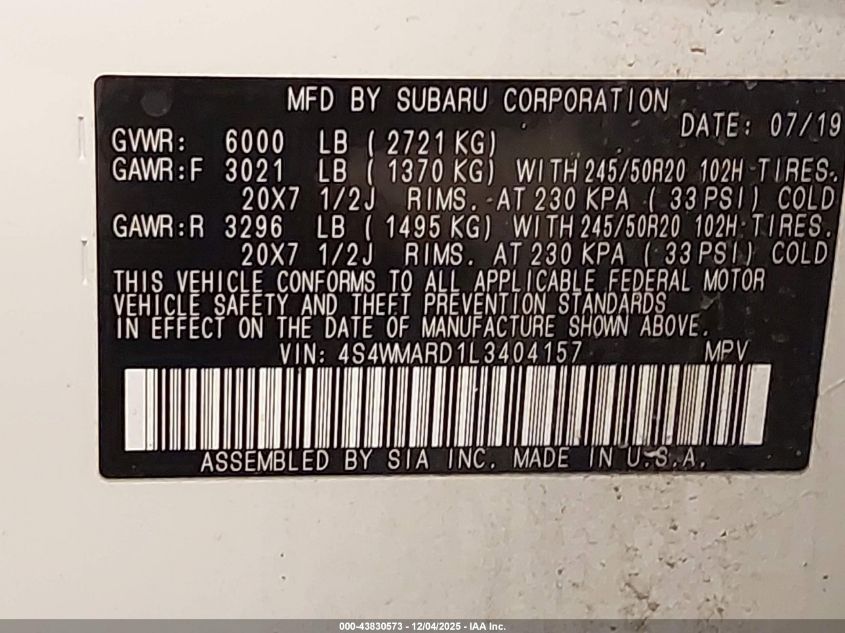 MFD BY SUBARU CORPORATION
DATE: 07/19
GVWR: 6000 LB ( 2721 KG)
GAWR:F 3021 LB ( 1370 KG) WITH 245/50R20 102H TIRES.
20X7 1/2J RIMS. AT 230 KPA ( 33 PSI) COLD
GAWR:R 3296 LB ( 1495 KG) WITH 245/50R20 102H TIRES.
20X7 1/2J RIMS. AT 230 KPA ( 33 PSI) COLD
THIS VEHICLE CONFORMS TO ALL APPLICABLE FEDERAL MOTOR
VEHICLE SAFETY AND THEFT PREVENTION STANDARDS
IN EFFECT ON THE DATE OF MANUFACTURE SHOWN ABOVE.
VIN: 4S4WMARD1L3404157 MPV
ASSEMBLED BY SIA INC. MADE IN U.S.A.
000-43830573 - 12/04/2025 - IAA Inc.